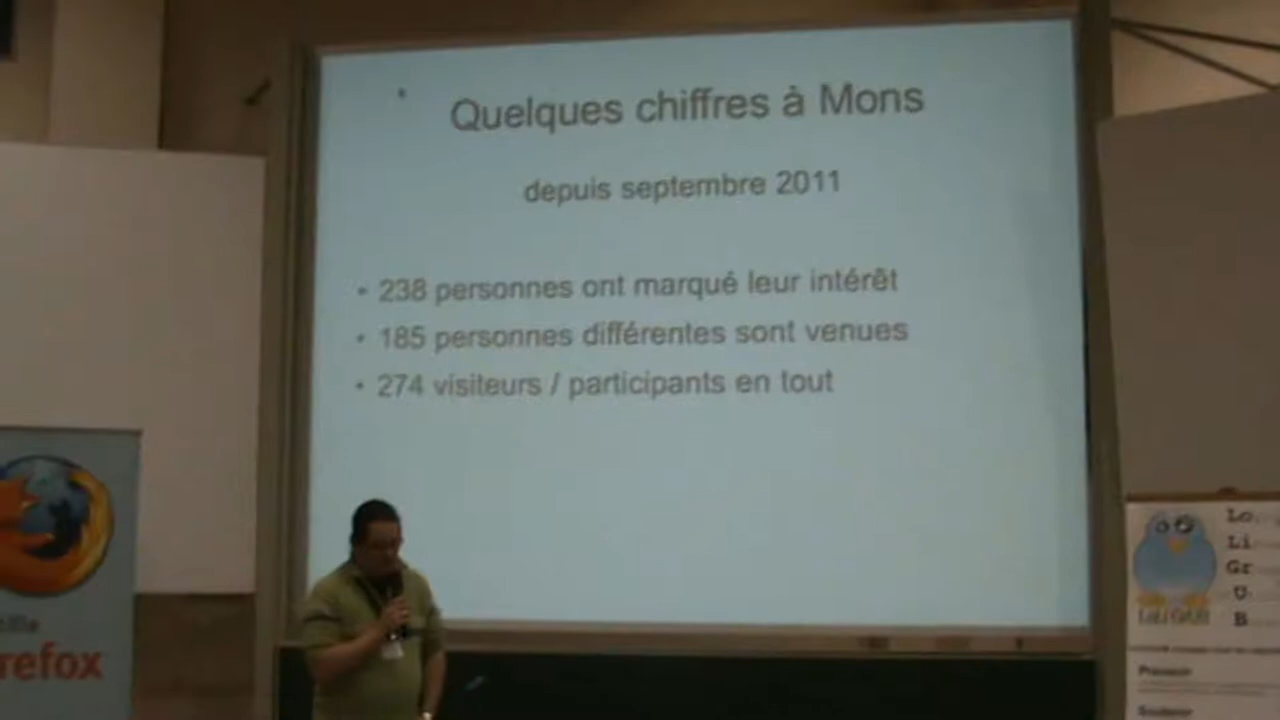 Quelques chiffres à Mons
depuis septembre 2011
• 238 personnes ont marqué leur intérêt
• 185 personnes différentes sont venues
• 274 visiteurs / participants en tout
refox
Lo
Li
Gr
U
B
LoLiGrUB